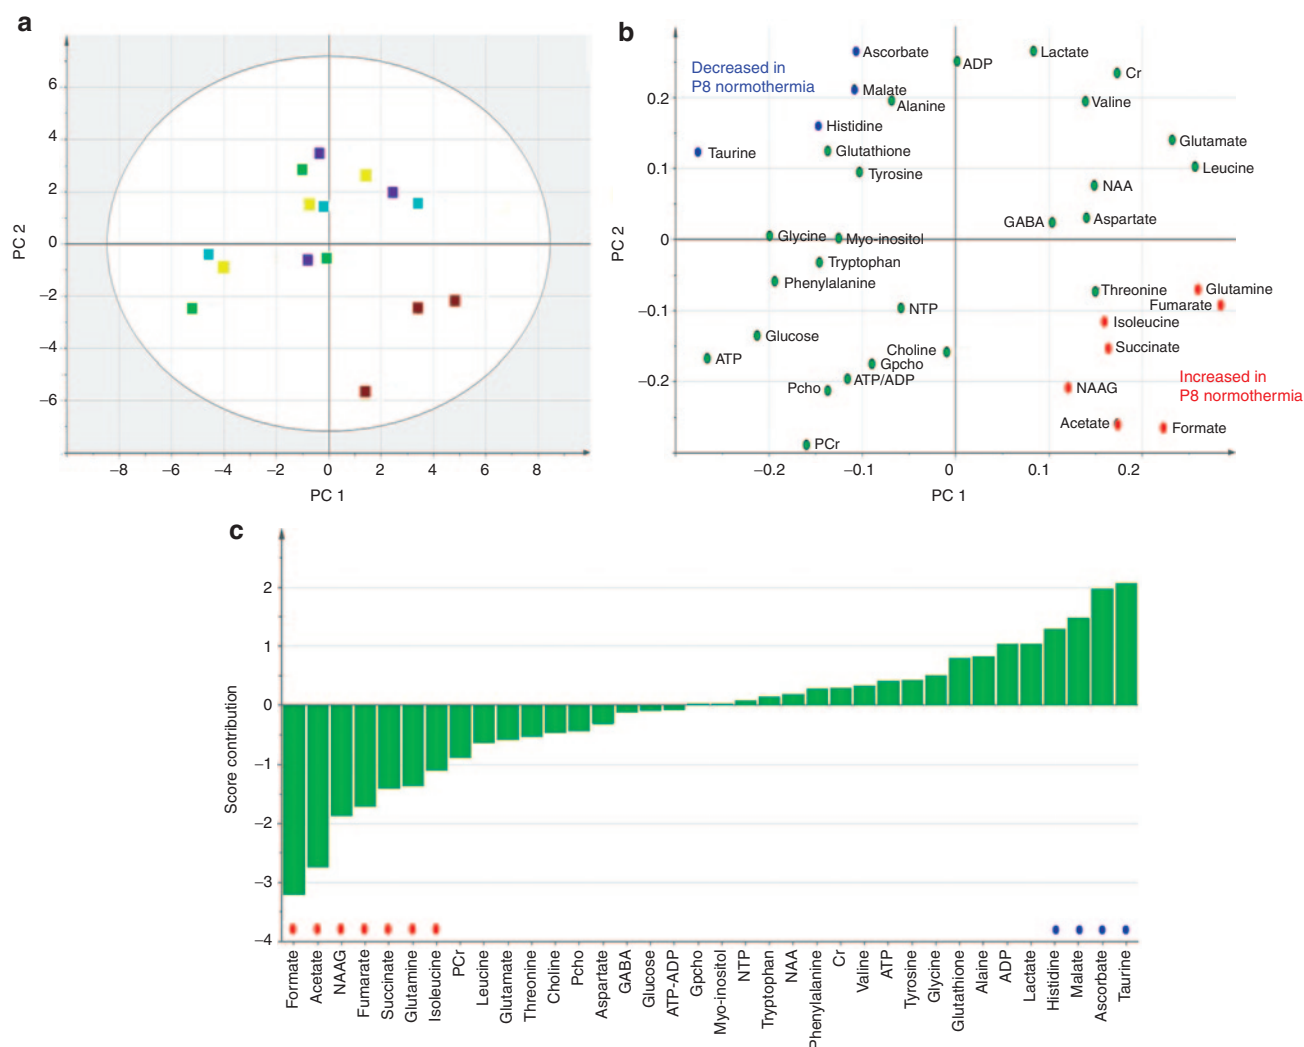 a
6
4
2
0
−2
−4
−6
PC 2
−8
−6
−4
−2
0
2
4
6
8
PC 1
b
Decreased in
P8 normothermia
Ascorbate
ADP
Lactate
Cr
Malate
Alanine
Valine
Histidine
Glutathione
Glutamate
Taurine
Tyrosine
Leucine
NAA
GABA
Aspartate
Glycine
Myo-inositol
Tryptophan
Phenylalanine
Threonine
Glutamine
Fumarate
NTP
Isoleucine
Glucose
Succinate
ATP
Choline
Gpcho
ATP/ADP
Pcho
NAAG
Increased in
P8 normothermia
Acetate
Formate
PCr
0.2
0.1
0
−0.1
−0.2
PC 2
−0.2
−0.1
0
0.1
0.2
PC 1
c
2
1
0
−1
−2
−3
−4
Score contribution
Formate
Acetate
NAAG
Fumarate
Succinate
Glutamine
Isoleucine
PCr
Leucine
Glutamate
Threonine
Choline
Pcho
Aspartate
GABA
Glucose
ATP-ADP
Gpcho
Myo-inositol
NTP
Tryptophan
NAA
Phenylalanine
Cr
Valine
ATP
Tyrosine
Glycine
Glutathione
Alaine
ADP
Lactate
Histidine
Malate
Ascorbate
Taurine